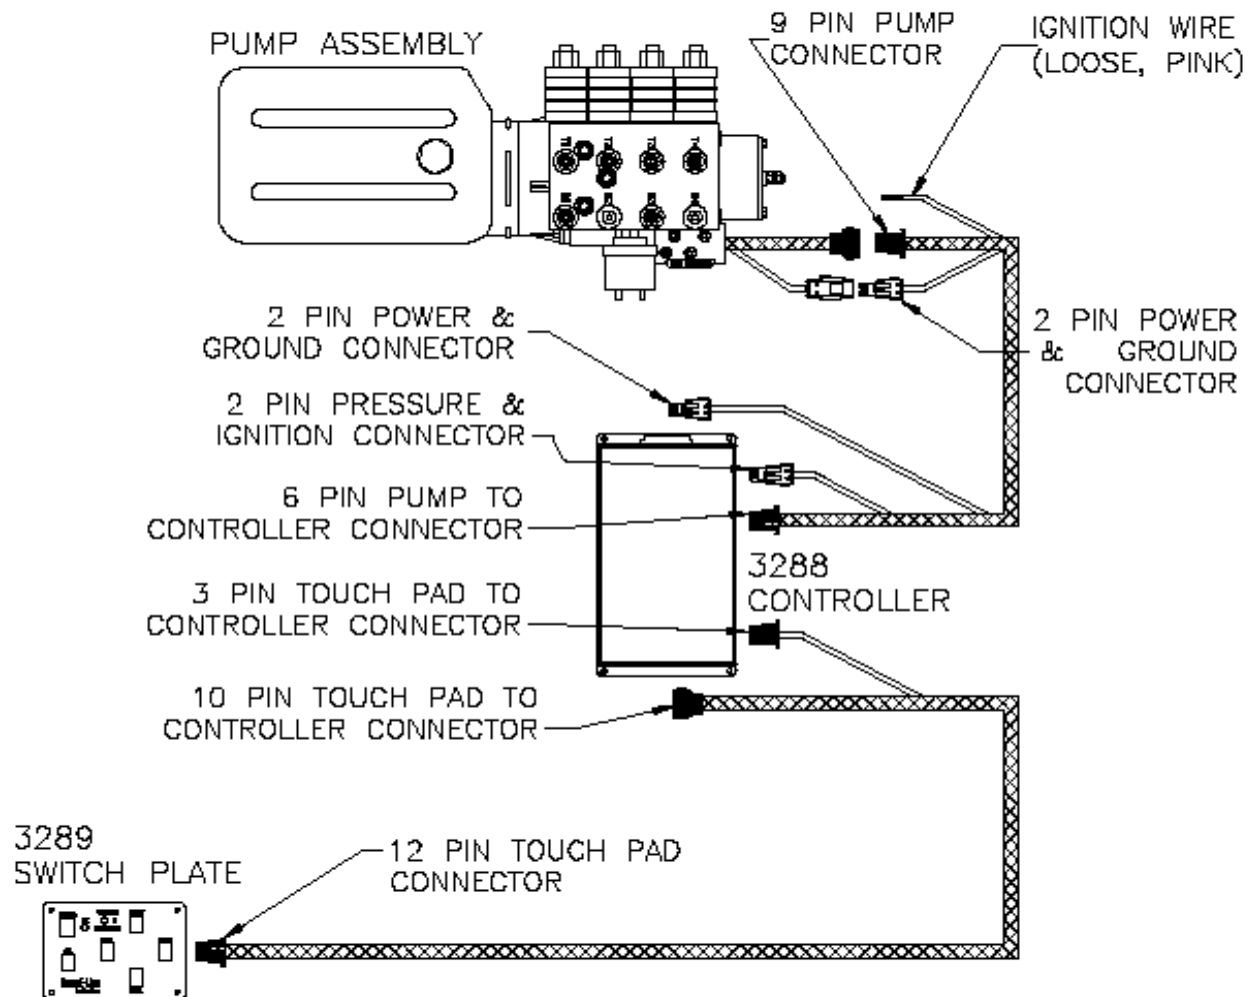 PUMP ASSEMBLY
9 PIN PUMP
CONNECTOR
IGNITION WIRE
(LOOSE, PINK)
2 PIN POWER &
GROUND CONNECTOR
2 PIN POWER
& GROUND
CONNECTOR
2 PIN PRESSURE &
IGNITION CONNECTOR
6 PIN PUMP TO
CONTROLLER CONNECTOR
3288
CONTROLLER
3 PIN TOUCH PAD TO
CONTROLLER CONNECTOR
10 PIN TOUCH PAD TO
CONTROLLER CONNECTOR
3289
SWITCH PLATE
12 PIN TOUCH PAD
CONNECTOR